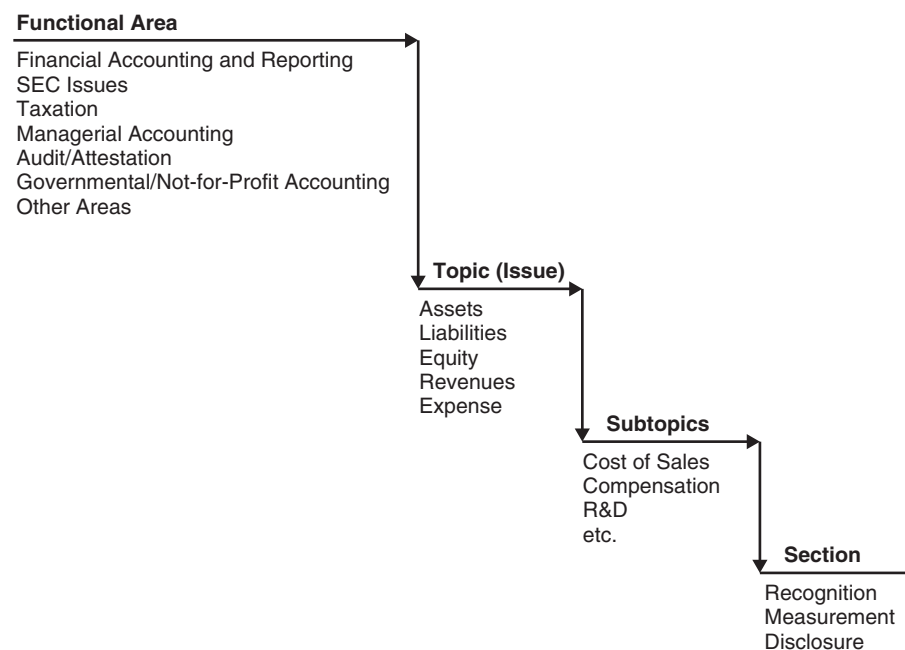 Functional Area
Financial Accounting and Reporting
SEC Issues
Taxation
Managerial Accounting
Audit/Attestation
Governmental/Not-for-Profit Accounting
Other Areas
Topic (Issue)
Assets
Liabilities
Equity
Revenues
Expense
Subtopics
Cost of Sales
Compensation
R&D
etc.
Section
Recognition
Measurement
Disclosure